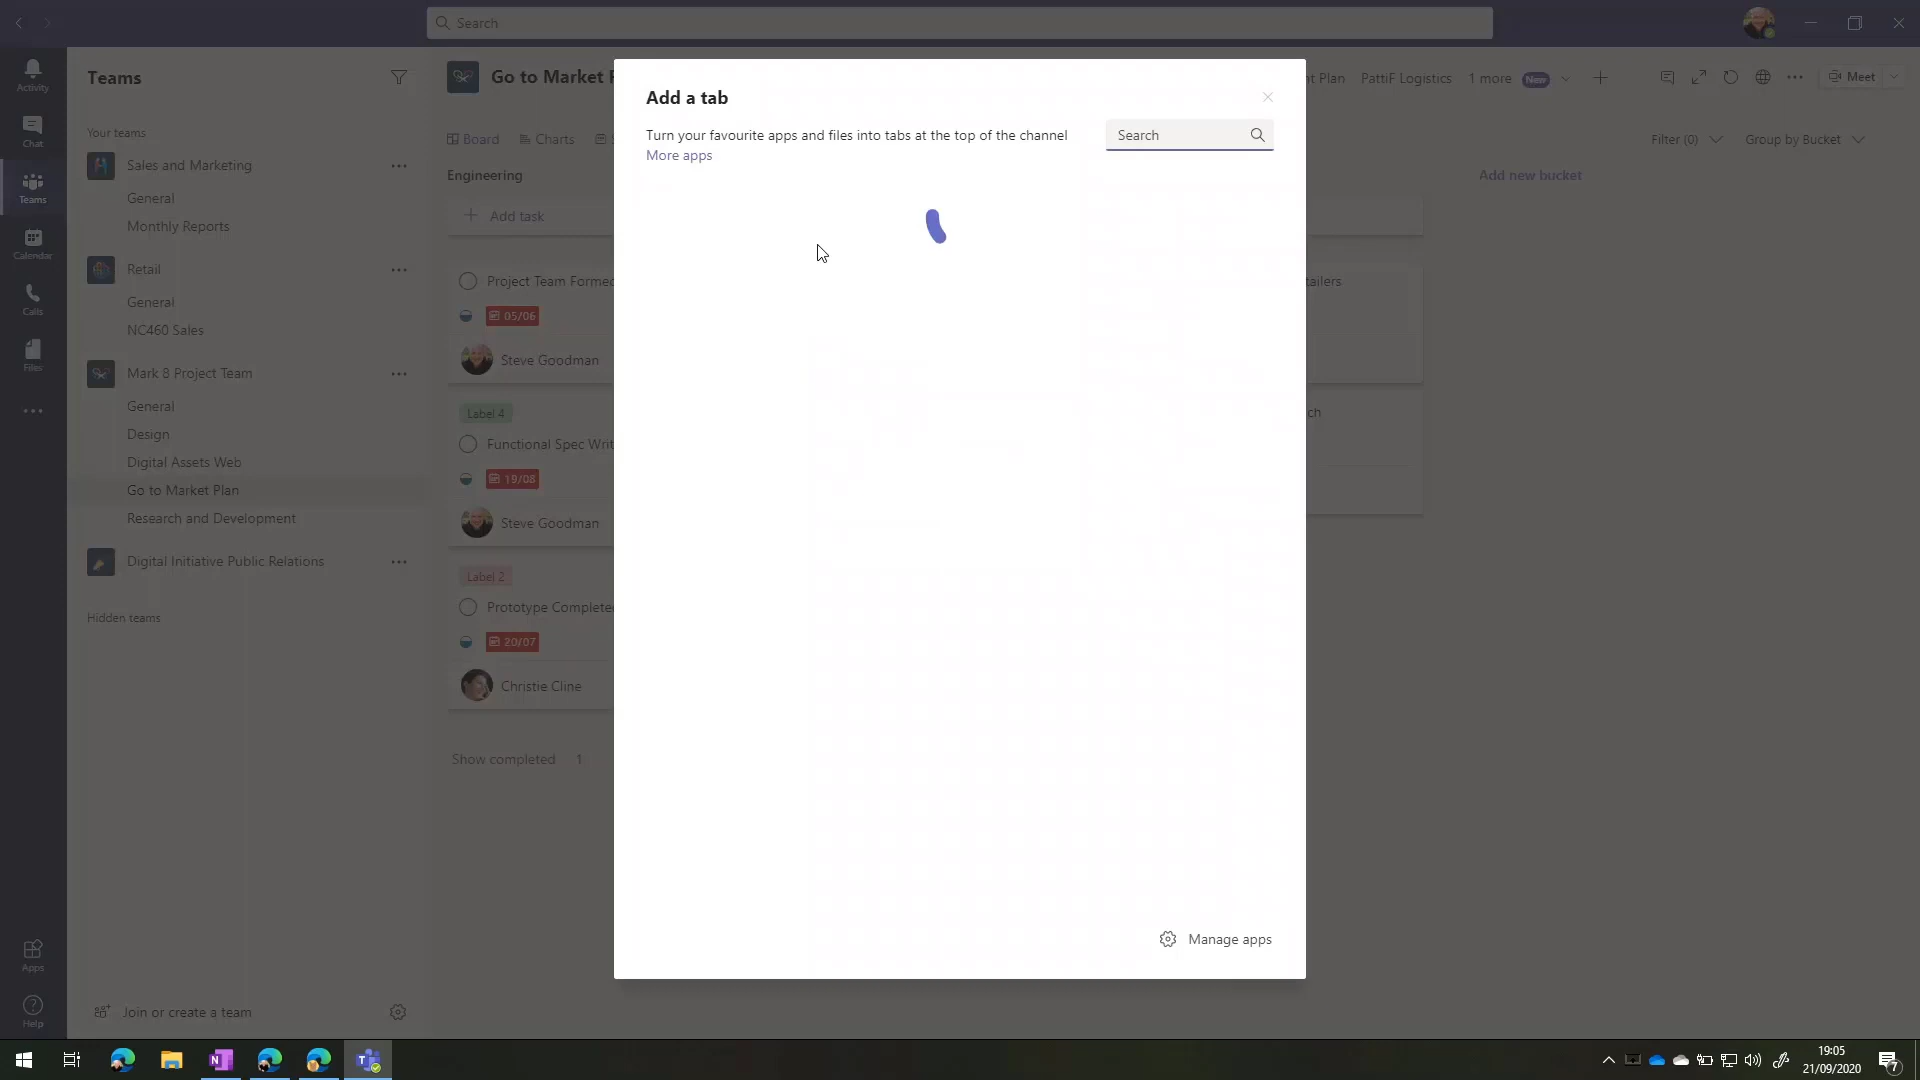 Search
Activity
Chat
Teams
Calendar
Calls
Files
Apps
Help
Teams
Your teams
Sales and Marketing
General
Monthly Reports
Retail
General
NC460 Sales
Mark 8 Project Team
General
Design
Digital Assets Web
Go to Market Plan
Research and Development
Digital Initiative Public Relations
Hidden teams
Join or create a team
Go to Market
Plan
PattiF Logistics
1 more
New
Meet
Board
Charts
Filter (0)
Group by Bucket
Engineering
Add new bucket
Add task
Project Team Formed
05/06
Steve Goodman
Label 4
Functional Spec Writ
19/08
Steve Goodman
Label 2
Prototype Completed
20/07
Christie Cline
Show completed 1
Add a tab
Turn your favourite apps and files into tabs at the top of the channel
More apps
Search
Manage apps
19:05
21/09/2020
7